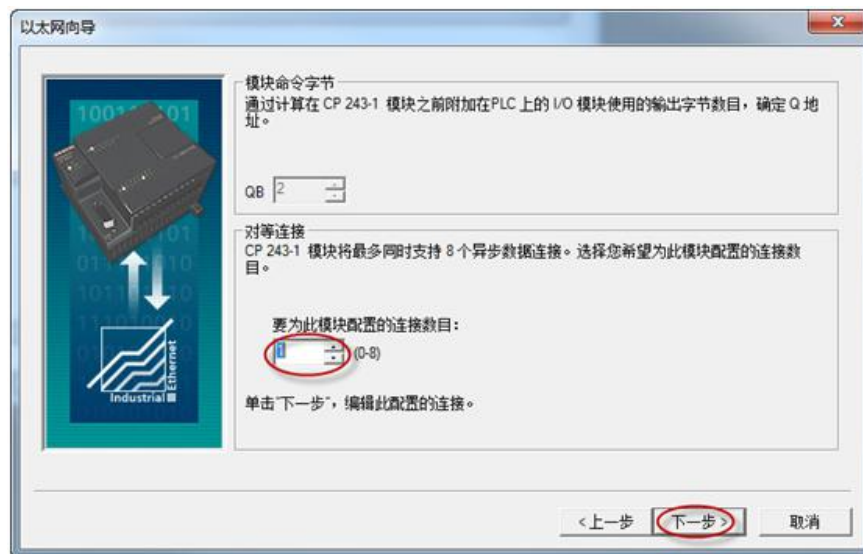 以太网向导
模块命令字节
通过计算在 CP 243-1 模块之前附加在PLC 上的 I/O 模块使用的输出字节数目，确定 Q 地
址。
QB 2
对等连接
CP 243-1 模块将最多同时支持 8 个异步数据连接。选择您希望为此模块配置的连接数
目。
要为此模块配置的连接数目：
1 (0-8)
单击"下一步"，编辑此配置的连接。
Industrial
Ethernet
<上一步 下一步> 取消